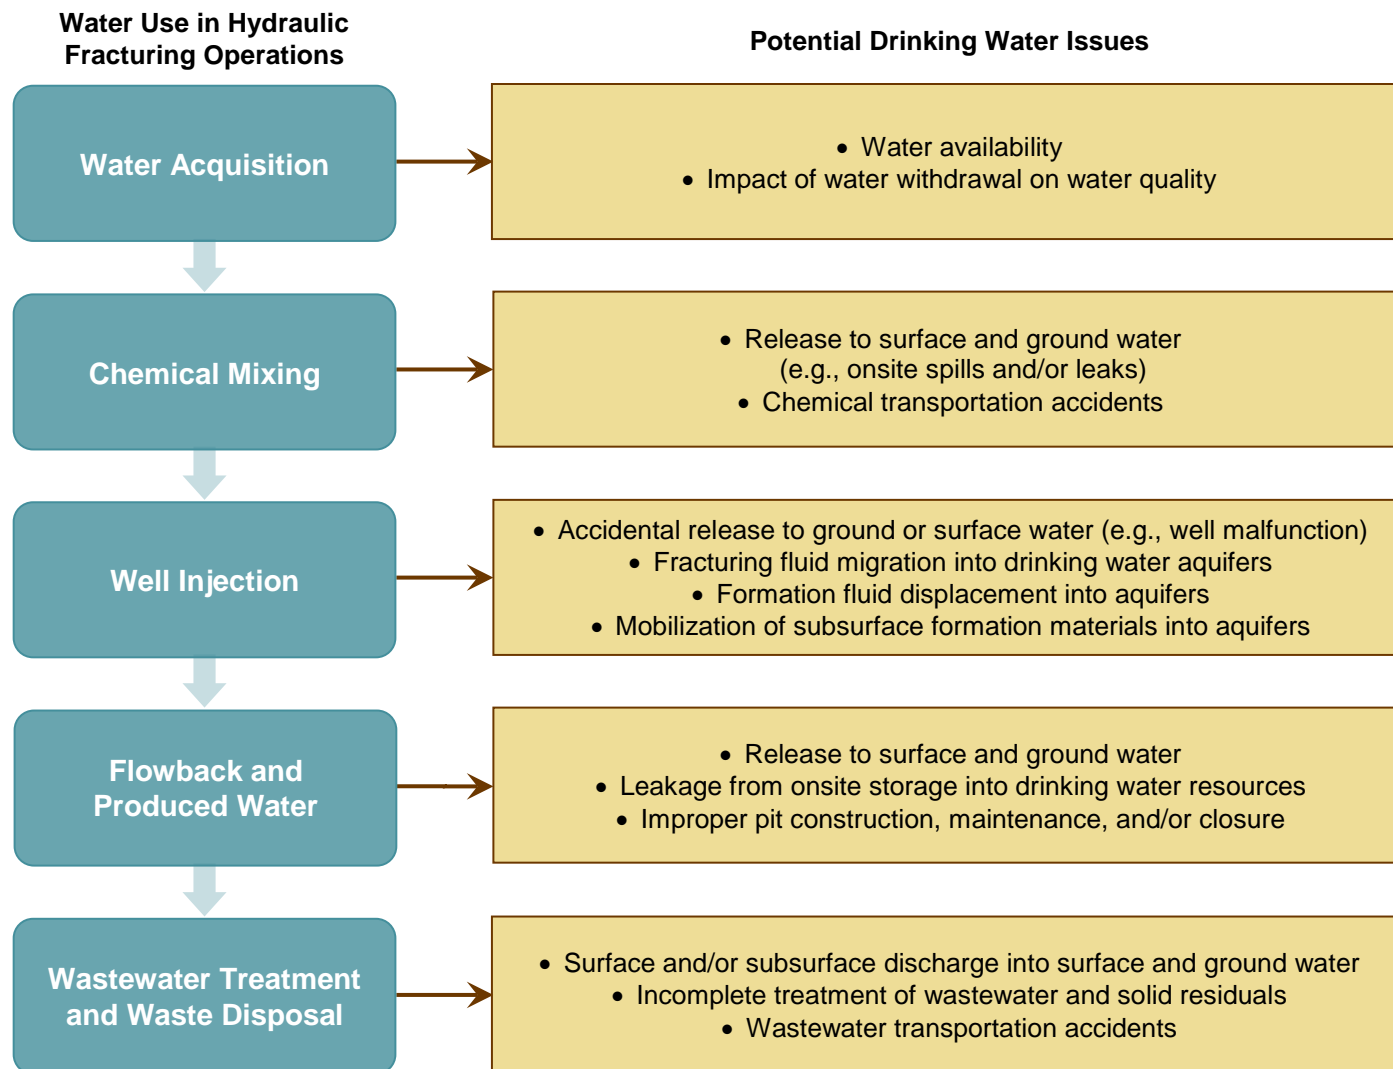 Water Use in Hydraulic
Fracturing Operations
Potential Drinking Water Issues
Water Acquisition
• Water availability
• Impact of water withdrawal on water quality
Chemical Mixing
• Release to surface and ground water
(e.g., onsite spills and/or leaks)
• Chemical transportation accidents
Well Injection
• Accidental release to ground or surface water (e.g., well malfunction)
• Fracturing fluid migration into drinking water aquifers
• Formation fluid displacement into aquifers
• Mobilization of subsurface formation materials into aquifers
Flowback and
Produced Water
• Release to surface and ground water
• Leakage from onsite storage into drinking water resources
• Improper pit construction, maintenance, and/or closure
Wastewater Treatment
and Waste Disposal
• Surface and/or subsurface discharge into surface and ground water
• Incomplete treatment of wastewater and solid residuals
• Wastewater transportation accidents